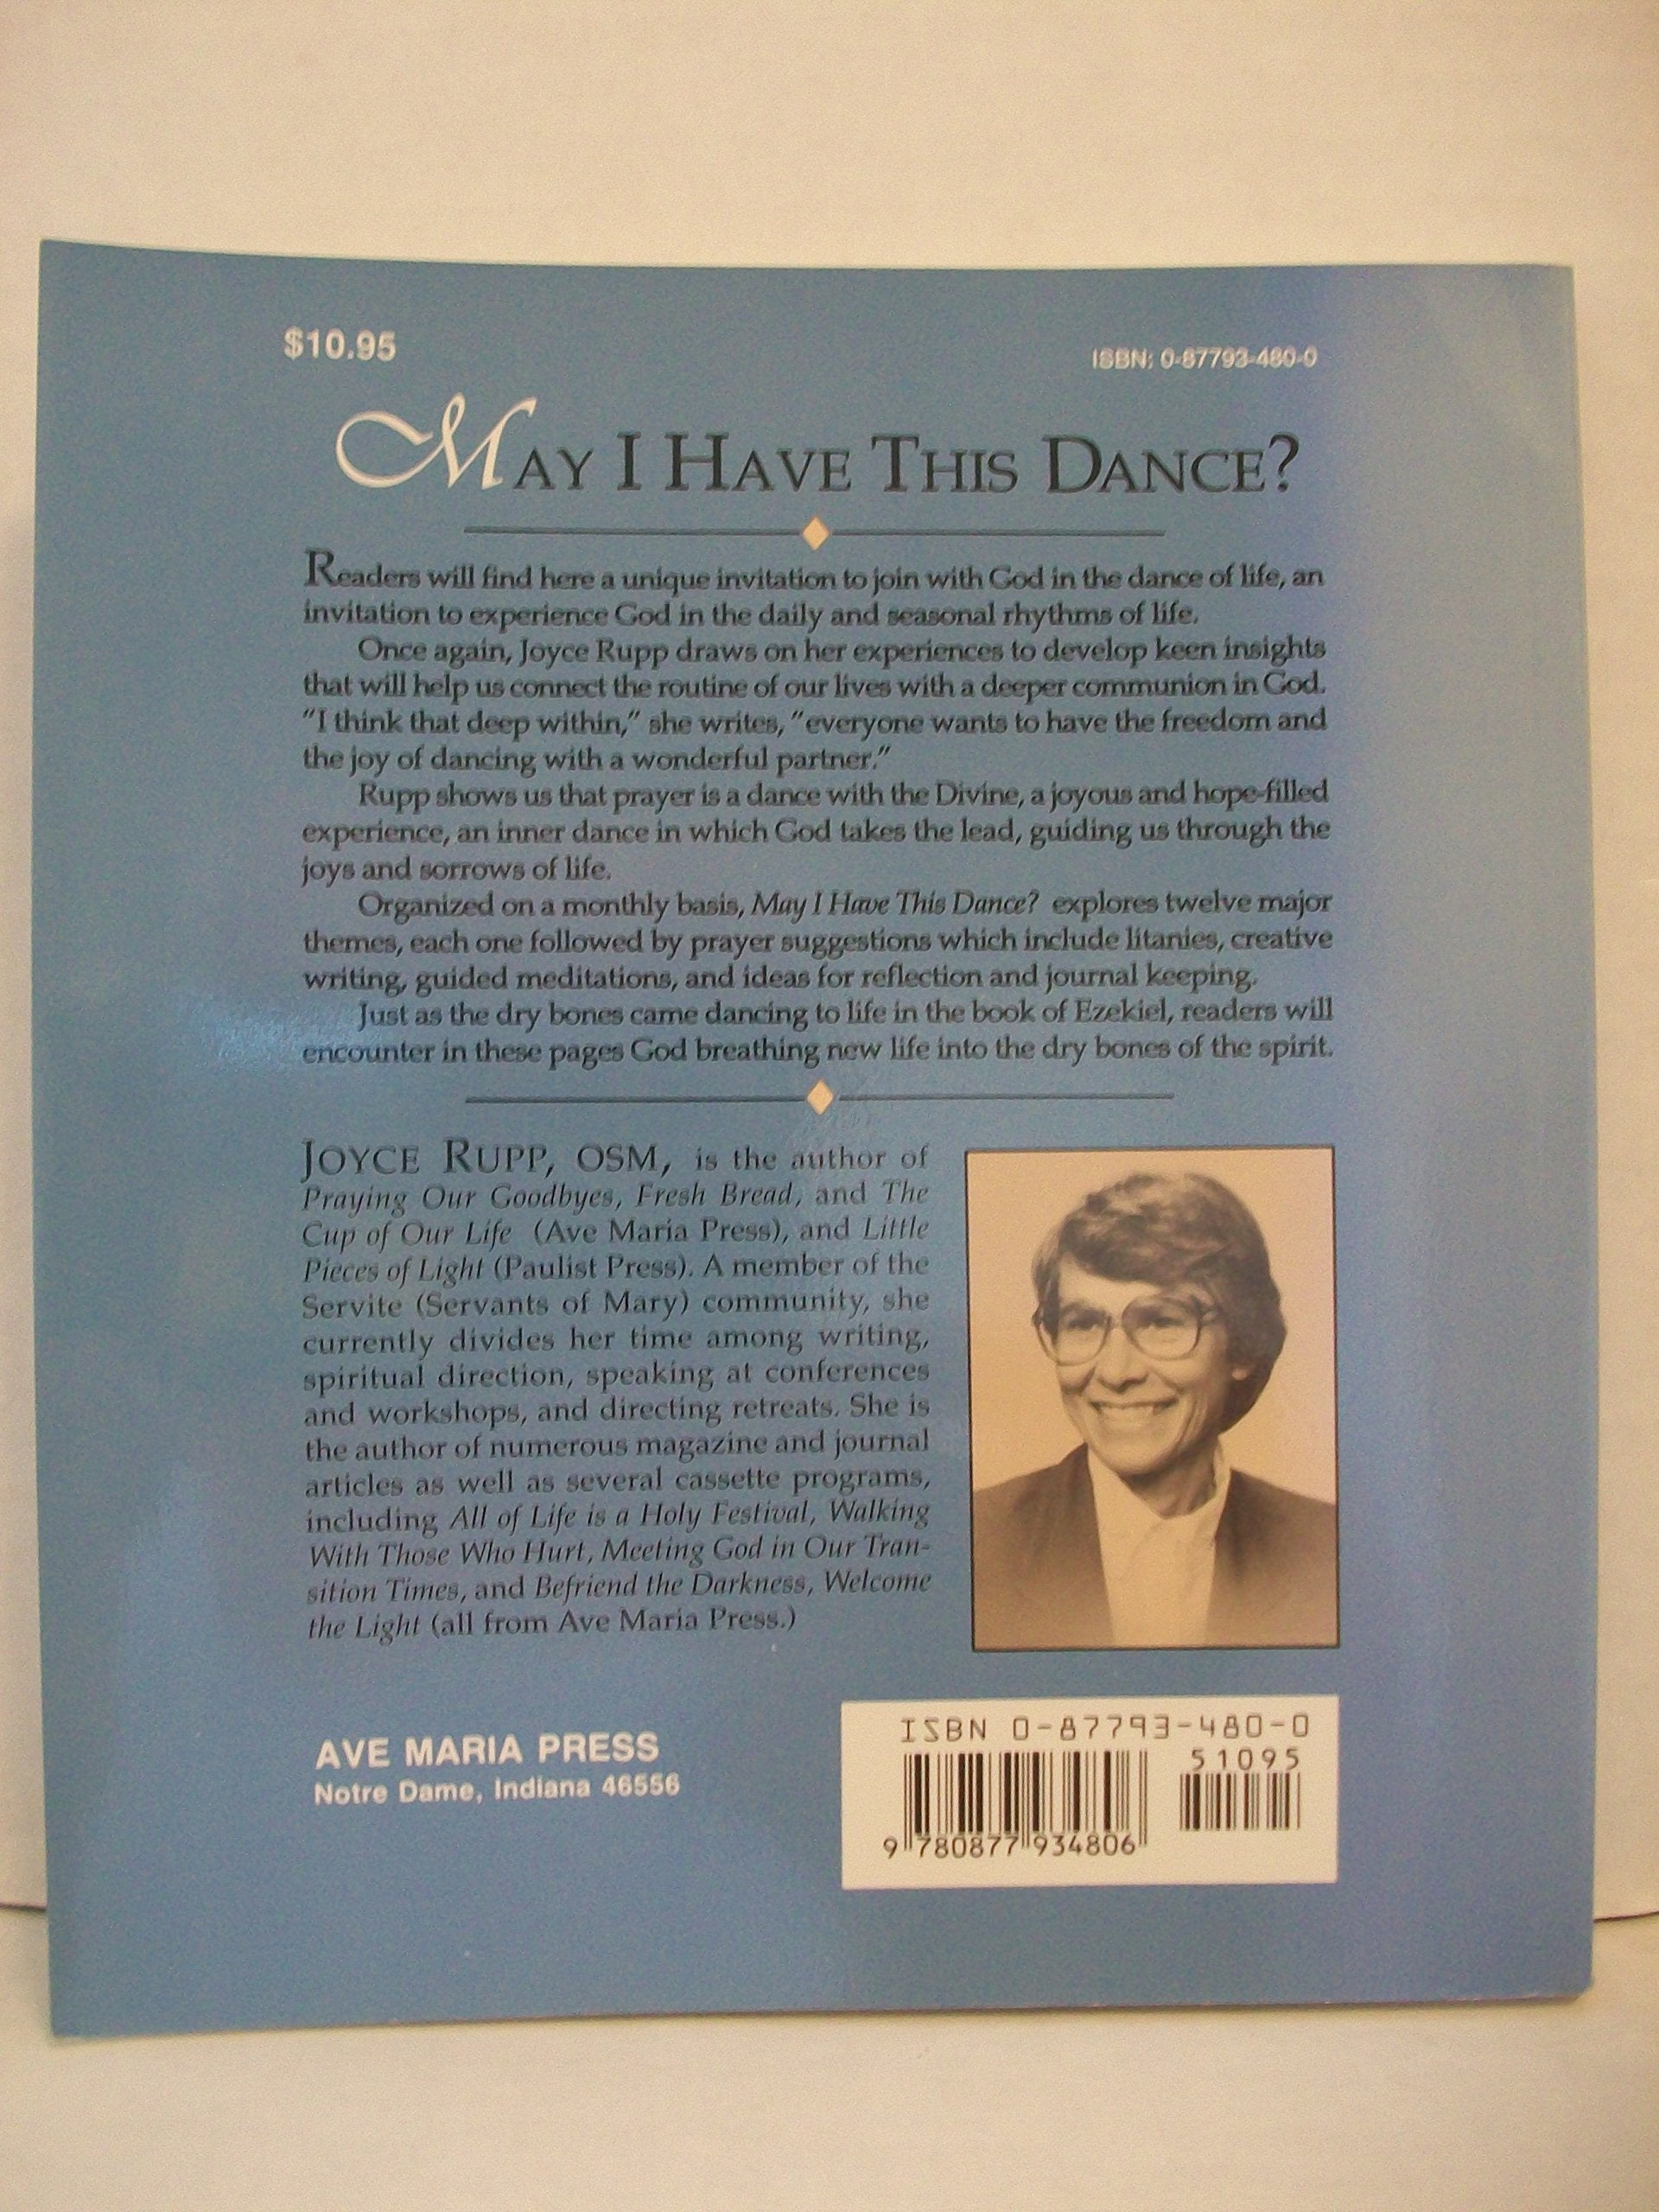 $10.95
ISBN: 0-87793-480-0
MAY I HAVE THIS DANCE?
Readers will find here a unique invitation to join with God in the dance of life, an
invitation to experience God in the daily and seasonal rhythms of life.
Once again, Joyce Rupp draws on her experiences to develop keen insights
that will help us connect the routine of our lives with a deeper communion in God.
"I think that deep within," she writes, "everyone wants to have the freedom and
the joy of dancing with a wonderful partner."
Rupp shows us that prayer is a dance with the Divine, a joyous and hope-filled
experience, an inner dance in which God takes the lead, guiding us through the
joys and sorrows of life.
Organized on a monthly basis, May I Have This Dance? explores twelve major
themes, each one followed by prayer suggestions which include litanies, creative
writing, guided meditations, and ideas for reflection and journal keeping.
Just as the dry bones came dancing to life in the book of Ezekiel, readers will
encounter in these pages God breathing new life into the dry bones of the spirit.
JOYCE RUPP, OSM, is the author of
Praying Our Goodbyes, Fresh Bread, and The
Cup of Our Life (Ave Maria Press), and Little
Pieces of Light (Paulist Press). A member of the
Servite (Servants of Mary) community, she
currently divides her time among writing,
spiritual direction, speaking at conferences
and workshops, and directing retreats. She is
the author of numerous magazine and journal
articles as well as several cassette programs,
including All of Life is a Holy Festival, Walking
With Those Who Hurt, Meeting God in Our Tran-
sition Times, and Befriend the Darkness, Welcome
the Light (all from Ave Maria Press.)
AVE MARIA PRESS
Notre Dame, Indiana 46556
ISBN 0-87793-480-0
51095
9 780877 934806